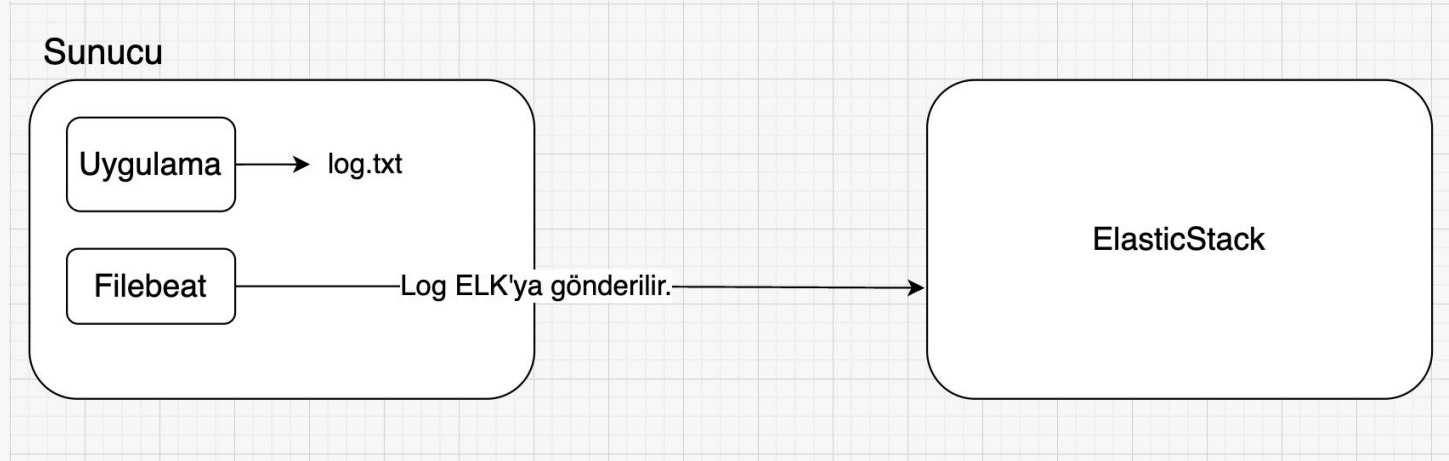 Sunucu
Uygulama
log.txt
Filebeat
Log ELK'ya gönderilir.
ElasticStack